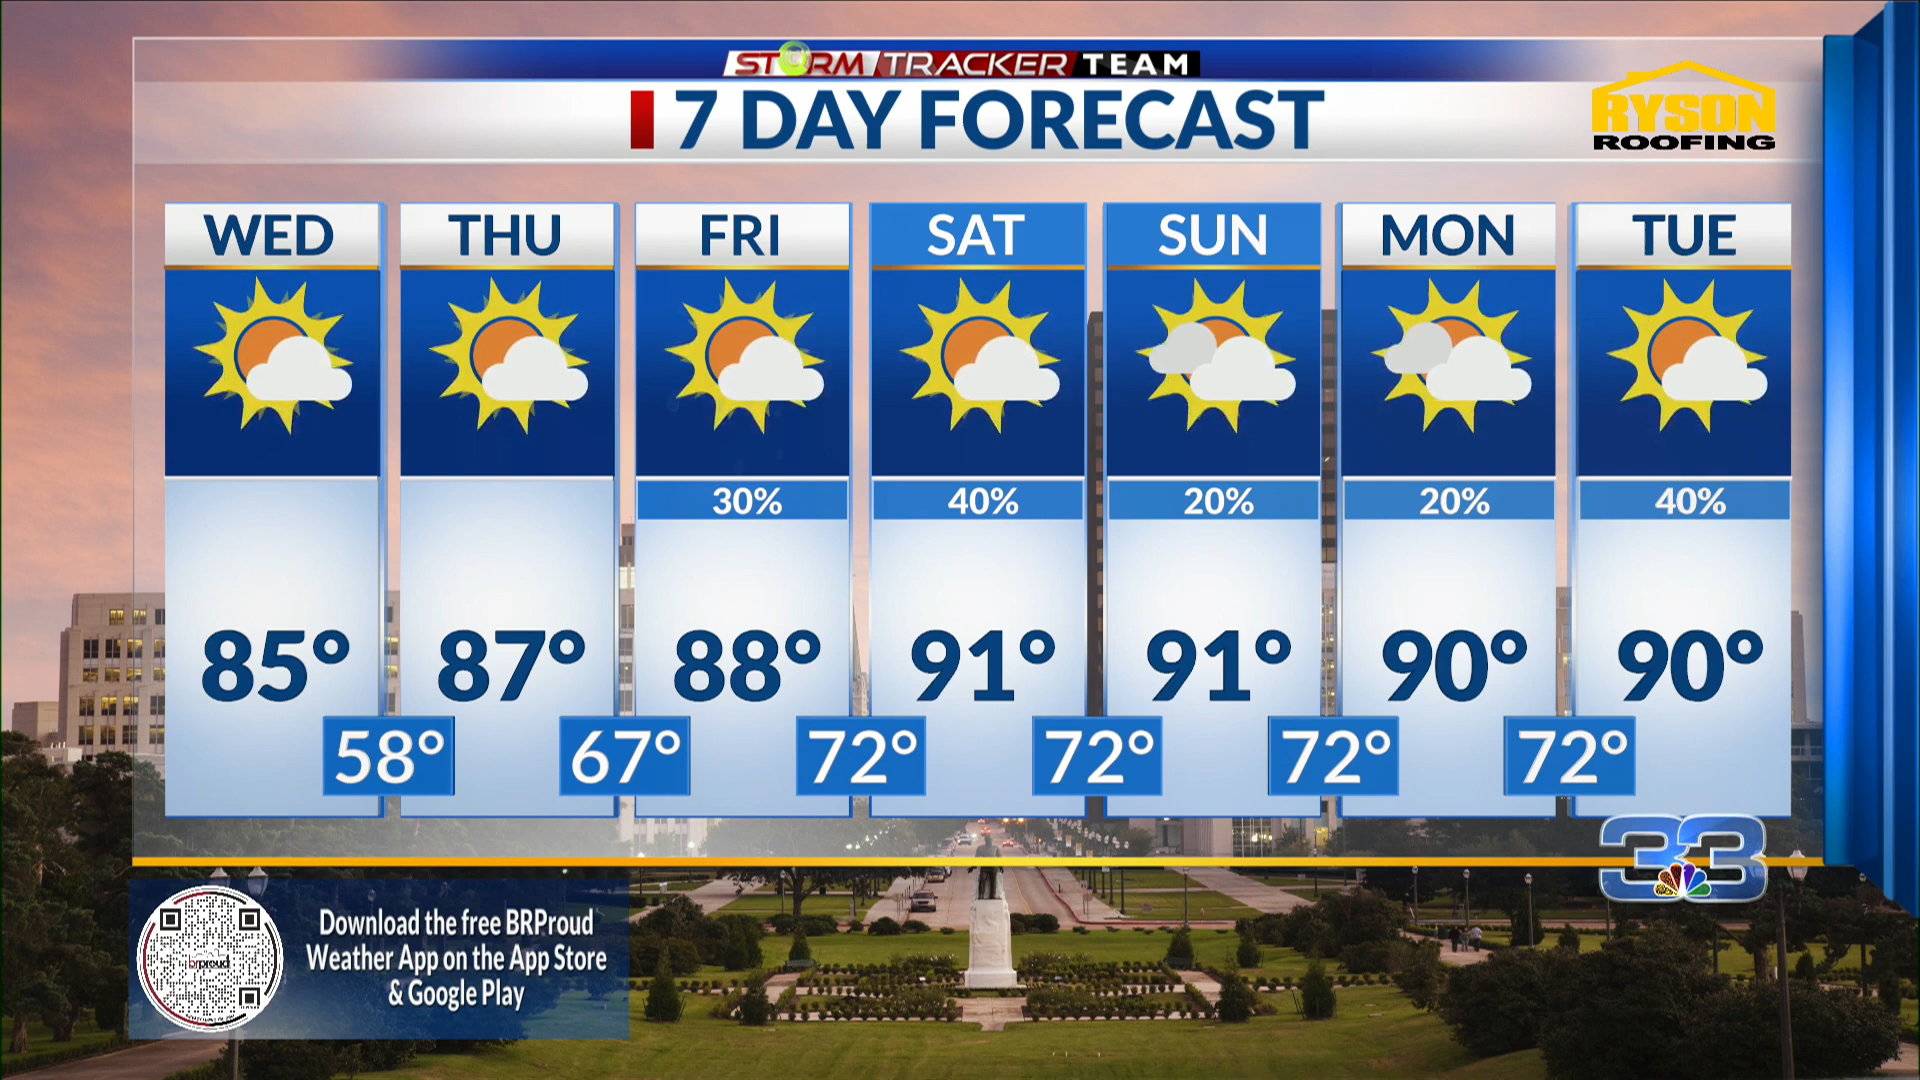 STORM TRACKER TEAM
7 DAY FORECAST
RYSON
ROOFING
WED THU FRI SAT SUN MON TUE
30% 40% 20% 20% 40%
85° 87° 88° 91° 91° 90° 90°
58° 67° 72° 72° 72° 72°
33
Download the free BRProud
Weather App on the App Store
& Google Play
brproud